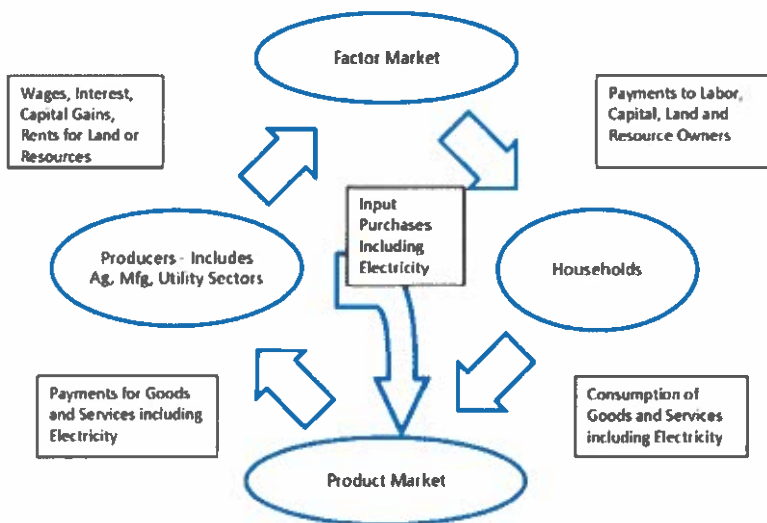 Factor Market
Wages, Interest,
Capital Gains,
Rents for Land or
Resources
Payments to Labor,
Capital, Land and
Resource Owners
Input
Purchases
Including
Electricity
Producers - Includes
Ag, Mfg, Utility Sectors
Households
Payments for Goods
and Services including
Electricity
Consumption of
Goods and Services
including Electricity
Product Market